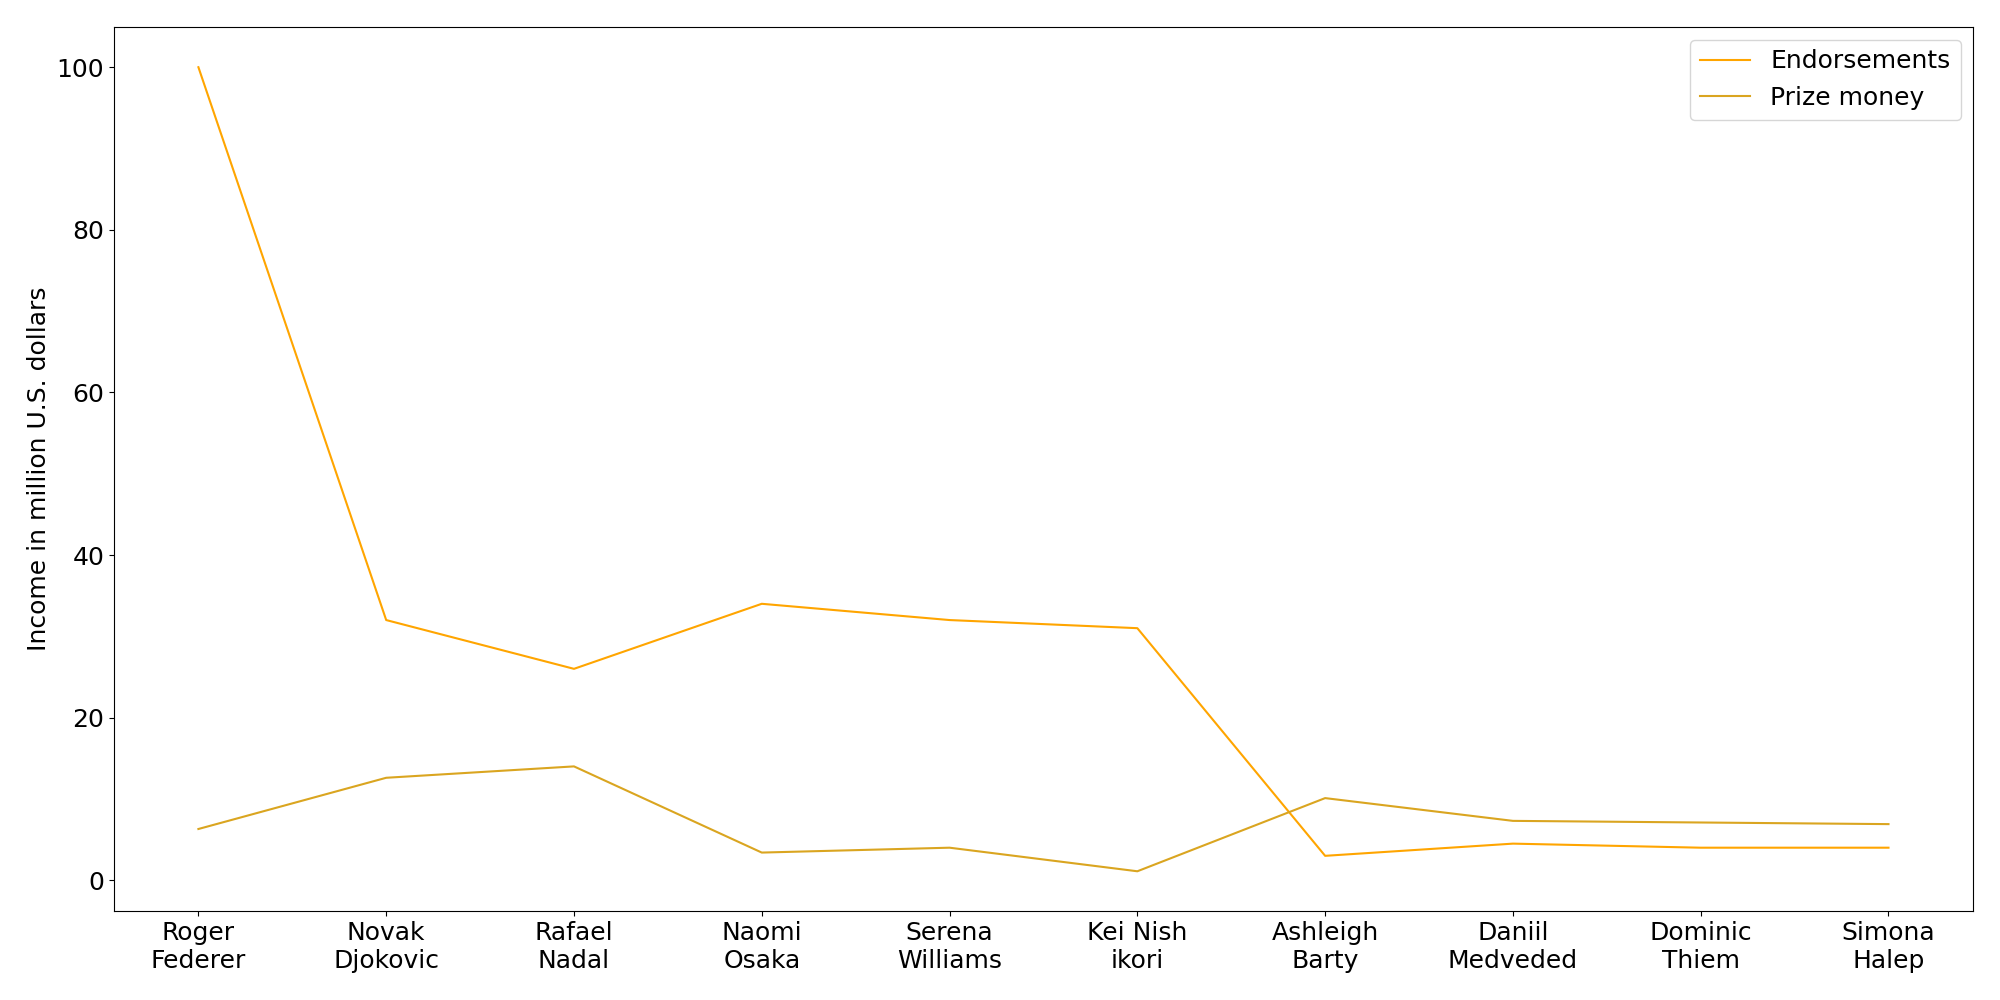 Endorsements
Prize money
Income in million U.S. dollars
100
80
60
40
20
0
Roger Federer
Novak Djokovic
Rafael Nadal
Naomi Osaka
Serena Williams
Kei Nish ikori
Ashleigh Barty
Daniil Medveded
Dominic Thiem
Simona Halep